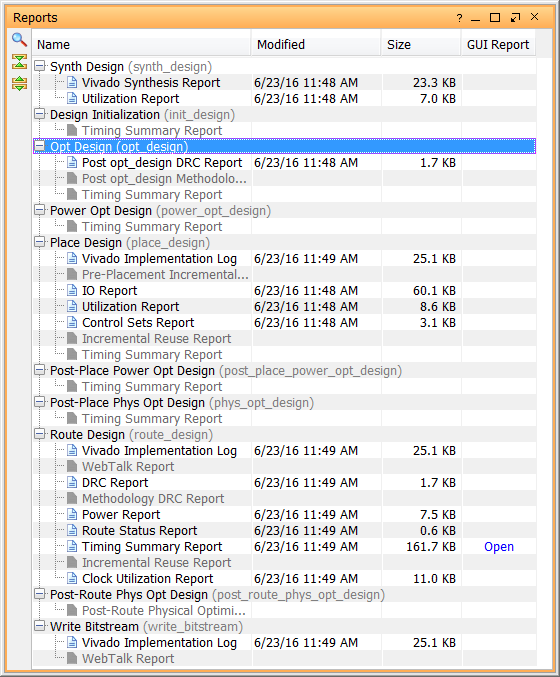 Reports
?
Name Modified Size GUI Report
Synth Design (synth_design)
Vivado Synthesis Report 6/23/16 11:48 AM 23.3 KB
Utilization Report 6/23/16 11:48 AM 7.0 KB
Design Initialization (init_design)
Timing Summary Report
Opt Design (opt_design)
Post opt_design DRC Report 6/23/16 11:48 AM 1.7 KB
Post opt_design Methodolo...
Timing Summary Report
Power Opt Design (power_opt_design)
Timing Summary Report
Place Design (place_design)
Vivado Implementation Log 6/23/16 11:49 AM 25.1 KB
Pre-Placement Incremental...
IO Report 6/23/16 11:48 AM 60.1 KB
Utilization Report 6/23/16 11:48 AM 8.6 KB
Control Sets Report 6/23/16 11:48 AM 3.1 KB
Incremental Reuse Report
Timing Summary Report
Post-Place Power Opt Design (post_place_power_opt_design)
Timing Summary Report
Post-Place Phys Opt Design (phys_opt_design)
Timing Summary Report
Route Design (route_design)
Vivado Implementation Log 6/23/16 11:49 AM 25.1 KB
WebTalk Report
DRC Report 6/23/16 11:49 AM 1.7 KB
Methodology DRC Report
Power Report 6/23/16 11:49 AM 7.5 KB
Route Status Report 6/23/16 11:49 AM 0.6 KB
Timing Summary Report 6/23/16 11:49 AM 161.7 KB Open
Incremental Reuse Report
Clock Utilization Report 6/23/16 11:49 AM 11.0 KB
Post-Route Phys Opt Design (post_route_phys_opt_design)
Post-Route Physical Optimi...
Write Bitstream (write_bitstream)
Vivado Implementation Log 6/23/16 11:49 AM 25.1 KB
WebTalk Report